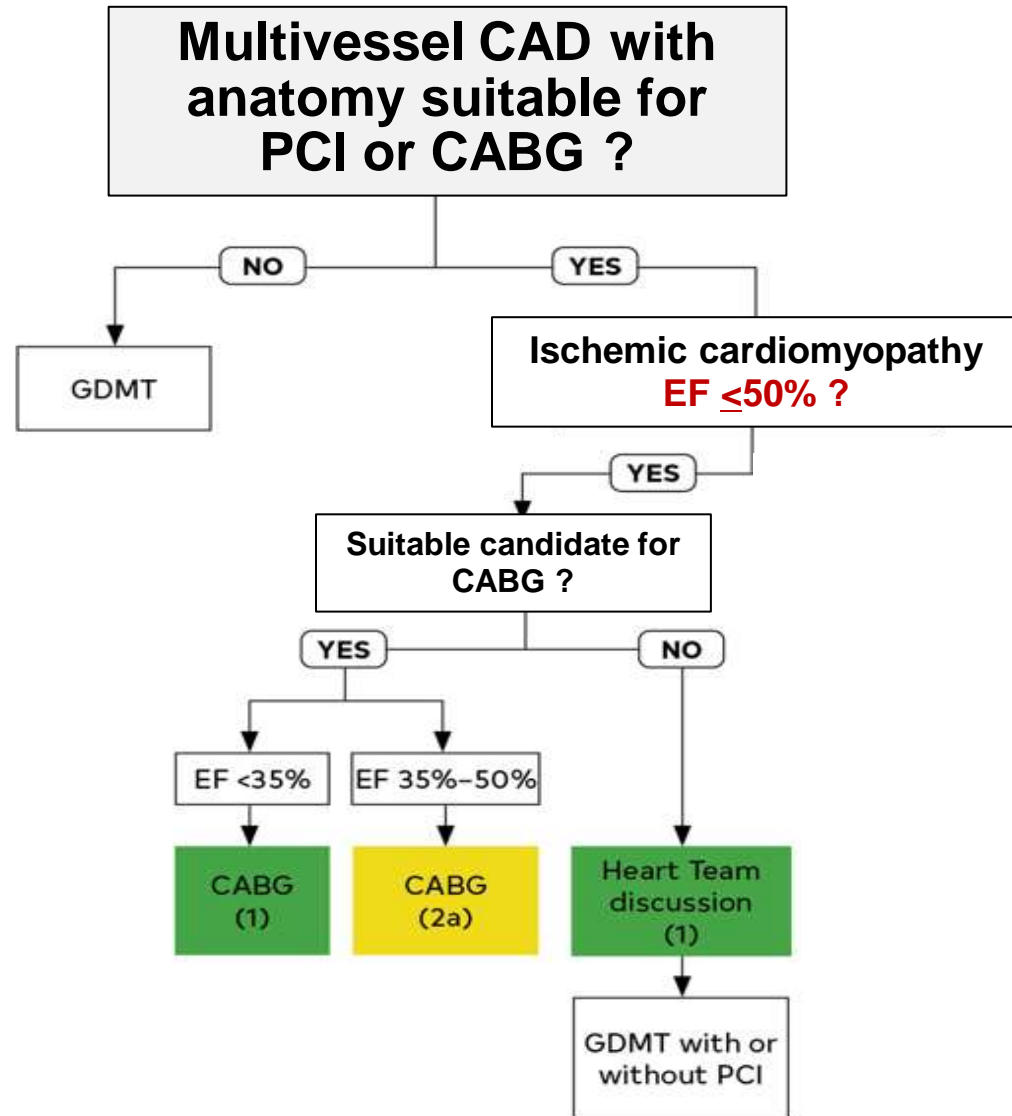 Multivessel CAD with
anatomy suitable for
PCI or CABG ?
NO
YES
GDMT
Ischemic cardiomyopathy
EF ≤50% ?
YES
Suitable candidate for
CABG ?
YES
NO
EF <35%
EF 35%–50%
CABG
(1)
CABG
(2a)
Heart Team
discussion
(1)
GDMT with or
without PCI